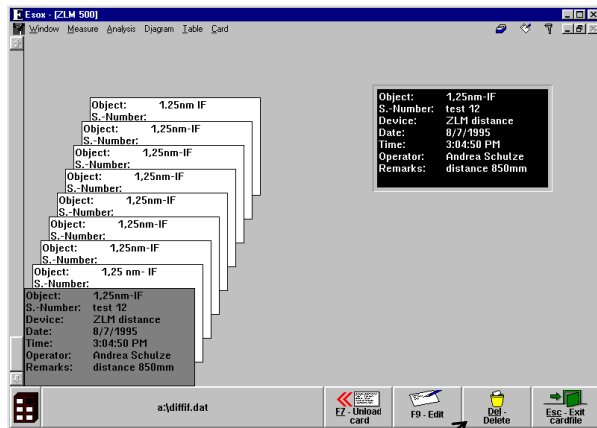 Esox - [ZLM 500]
Window Measure Analysis Djagram Table Card
Object: 1,25nm IF
S.-Number:
Object: 1,25nm-IF
S.-Number:
Object: 1,25nm-IF
S.-Number:
Object: 1,25nm-IF
S.-Number:
Object: 1,25nm-IF
S.-Number:
Object: 1,25nm-IF
S.-Number:
Object: 1,25nm-IF
S.-Number:
Object: 1,25 nm- IF
S.-Number:
Object: 1,25nm-IF
S.-Number: test 12
Device: ZLM distance
Date: 8/7/1995
Time: 3:04:50 PM
Operator: Andrea Schulze
Remarks: distance 850mm
Object: 1,25nm-IF
S.-Number: test 12
Device: ZLM distance
Date: 8/7/1995
Time: 3:04:50 PM
Operator: Andrea Schulze
Remarks: distance 850mm
a:\diffif.dat
F7 - Unload
card
F9 - Edit
Del -
Delete
Esc - Exit
cardfile